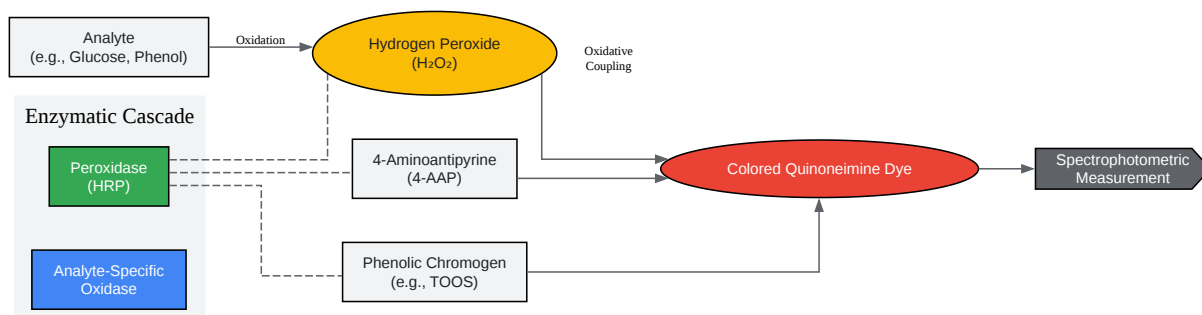 Analyte
(e.g., Glucose, Phenol)
Oxidation
Hydrogen Peroxide
(H₂O₂)
Oxidative
Coupling
Enzymatic Cascade
Peroxidase
(HRP)
4-Aminoantipyrine
(4-AAP)
Colored Quinoneimine Dye
Spectrophotometric
Measurement
Analyte-Specific
Oxidase
Phenolic Chromogen
(e.g., TOOS)